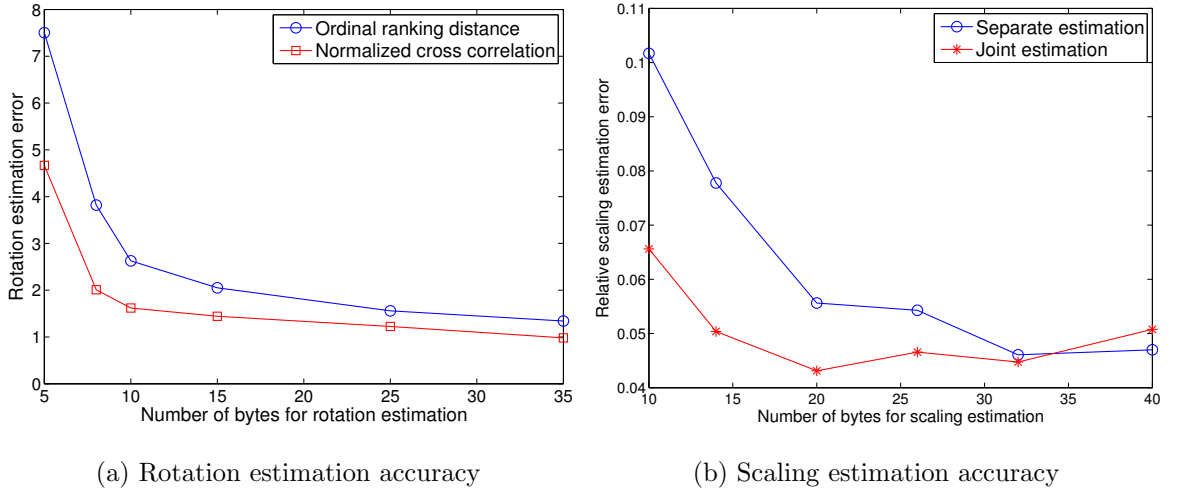 8
7
6
5
4
3
2
1
0
Rotation estimation error
Ordinal ranking distance
Normalized cross correlation
5 10 15 20 25 30 35
Number of bytes for rotation estimation
(a) Rotation estimation accuracy
0.11
0.1
0.09
0.08
0.07
0.06
0.05
0.04
Relative scaling estimation error
Separate estimation
Joint estimation
10 15 20 25 30 35 40
Number of bytes for scaling estimation
(b) Scaling estimation accuracy